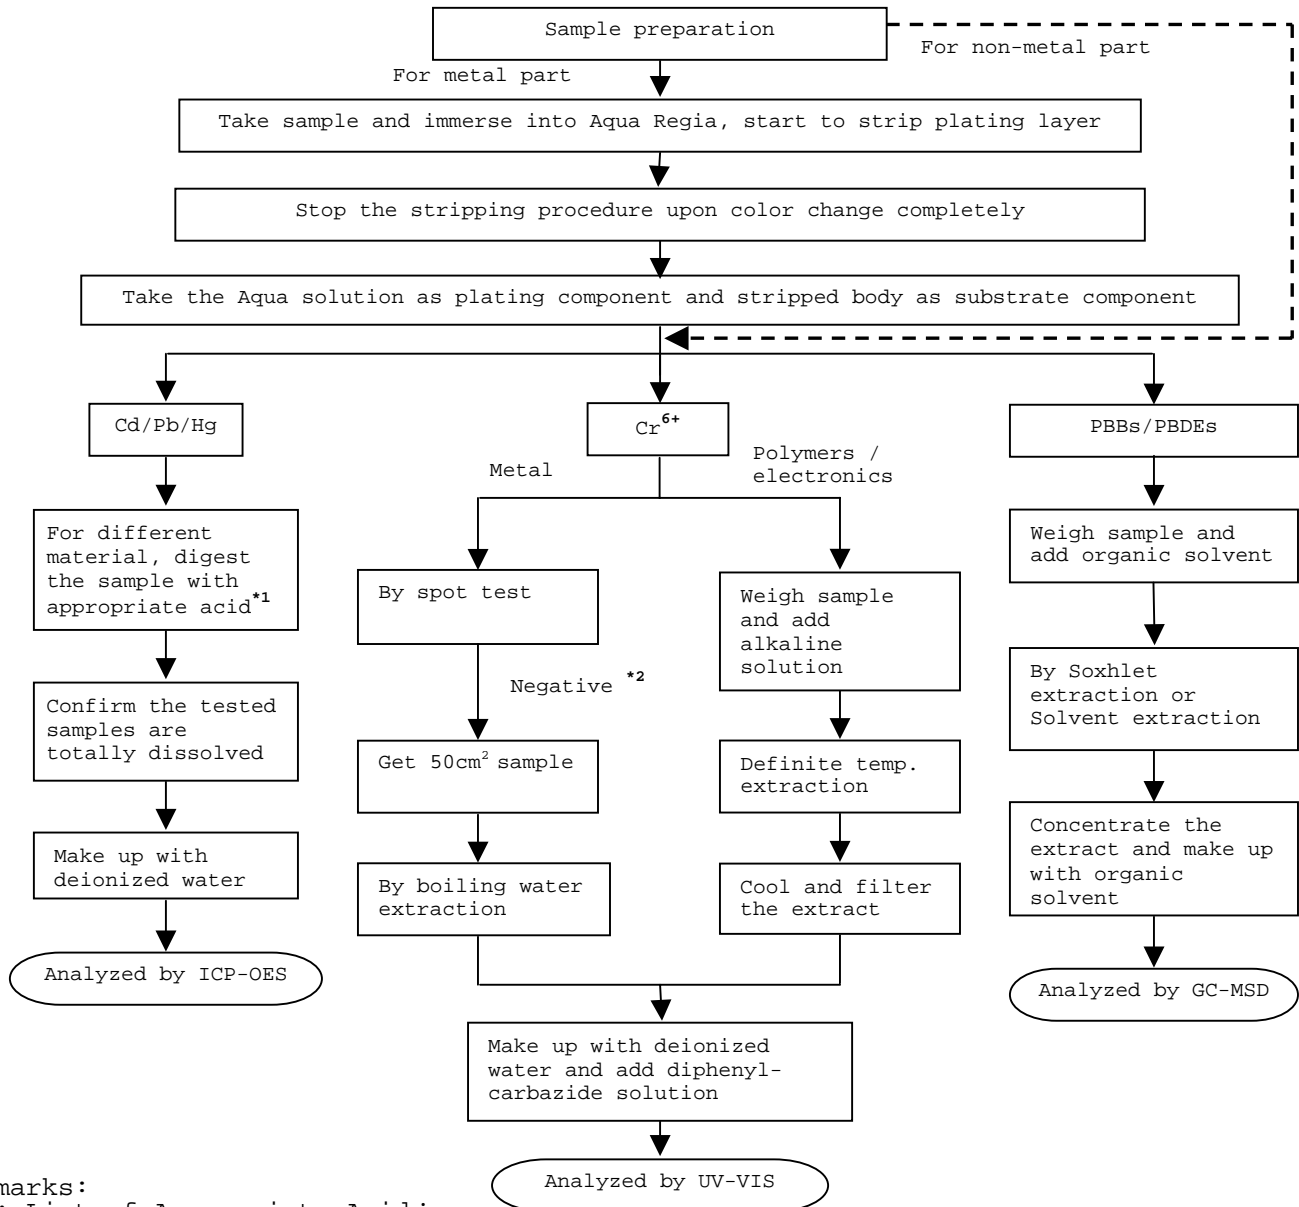 Sample preparation
For non-metal part
For metal part
Take sample and immerse into Aqua Regia, start to strip plating layer
Stop the stripping procedure upon color change completely
Take the Aqua solution as plating component and stripped body as substrate component
Cd/Pb/Hg
Cr6+
PBBs/PBDEs
Metal
Polymers /
electronics
For different
material, digest
the sample with
appropriate acid*1
Confirm the tested
samples are
totally dissolved
Make up with
deionized water
Analyzed by ICP-OES
By spot test
Negative *2
Get 50cm2 sample
By boiling water
extraction
Weigh sample
and add
alkaline
solution
Definite temp.
extraction
Cool and filter
the extract
Make up with deionized
water and add diphenyl-
carbazide solution
Analyzed by UV-VIS
Weigh sample and
add organic solvent
By Soxhlet
extraction or
Solvent extraction
Concentrate the
extract and make up
with organic
solvent
Analyzed by GC-MSD
marks: